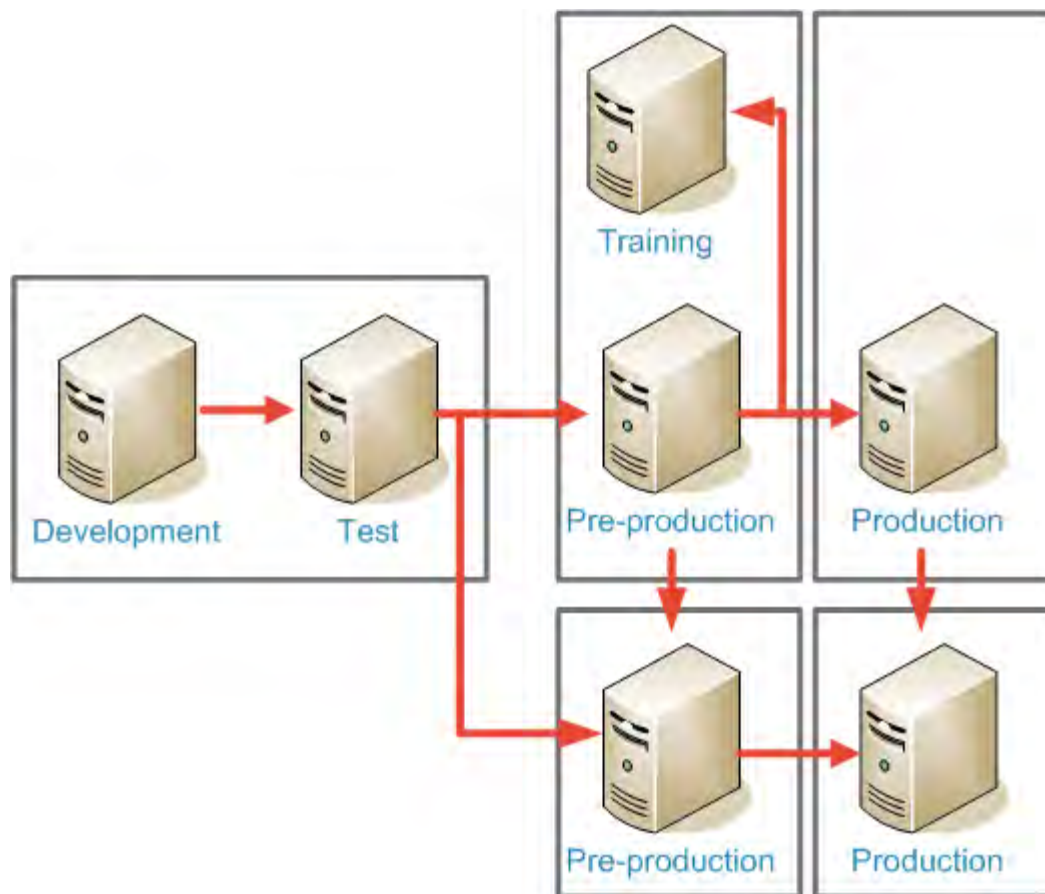 Training
Development
Test
Pre-production
Production
Pre-production
Production